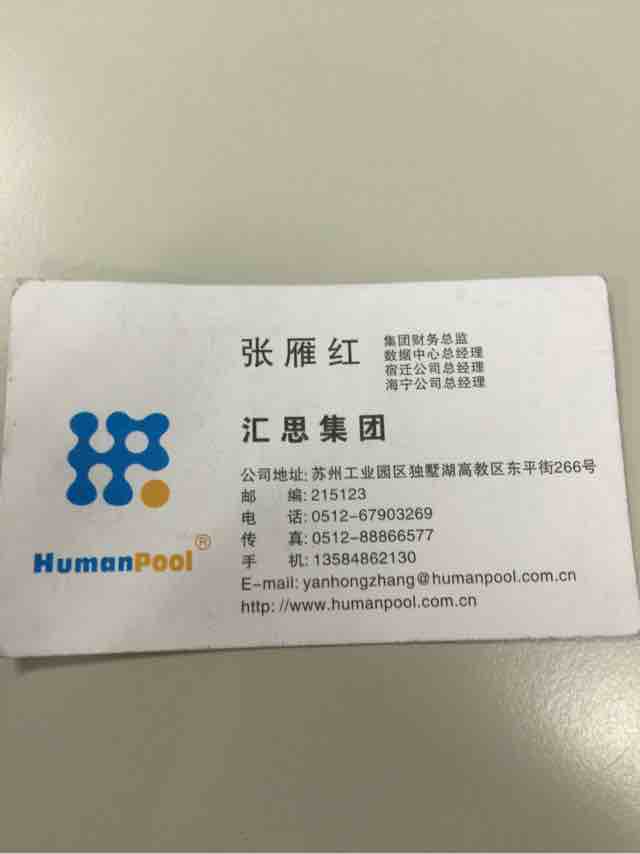 张雁红
集团财务总监
数据中心总经理
宿迁公司总经理
海宁公司总经理
汇思集团
公司地址: 苏州工业园区独墅湖高教区东平街266号
邮 编: 215123
电 话: 0512-67903269
传 真: 0512-88866577
手 机: 13584862130
E-mail: yanhongzhang@humanpool.com.cn
http: //www.humanpool.com.cn
HumanPool®